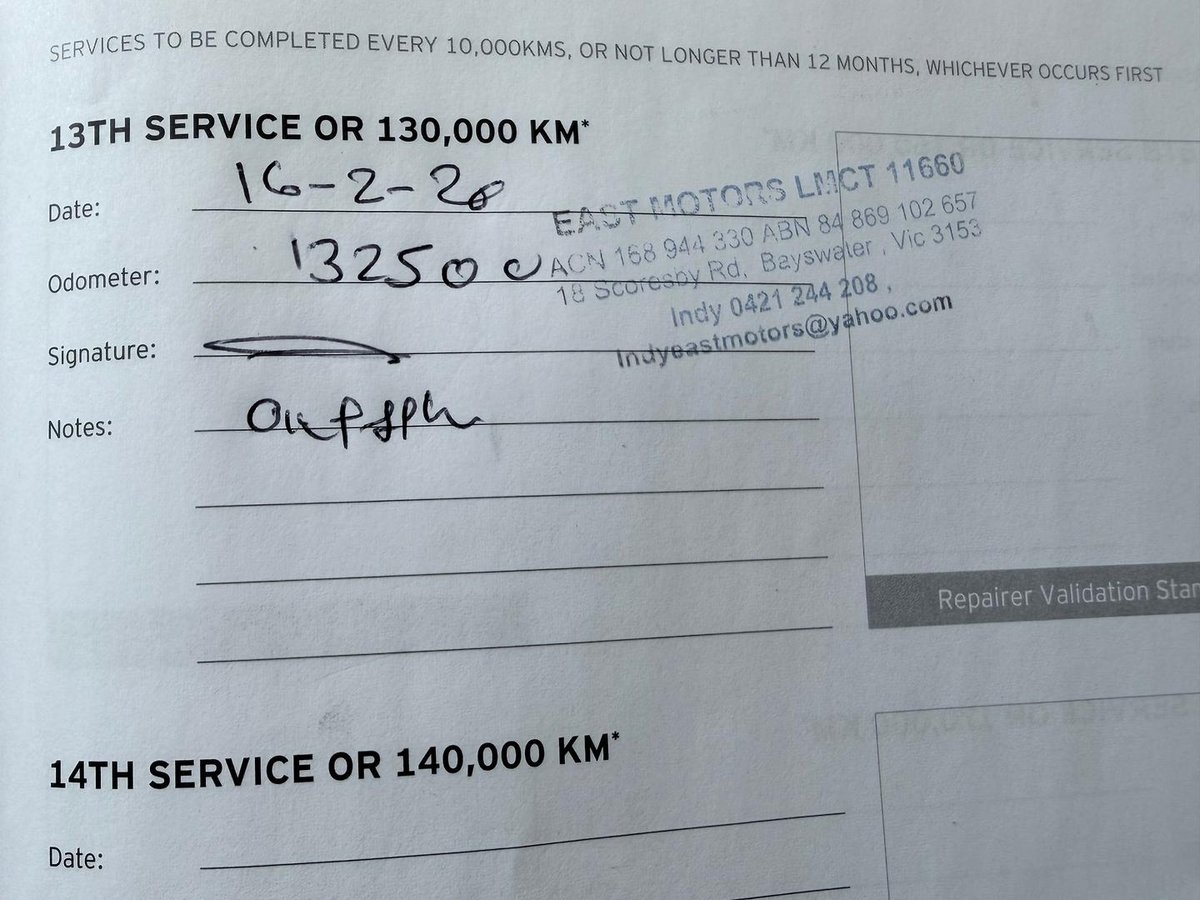 SERVICES TO BE COMPLETED EVERY 10,000KMS, OR NOT LONGER THAN 12 MONTHS, WHICHEVER OCCURS FIRST
13TH SERVICE OR 130,000 KM*
Date: 16-2-20
Odometer: 132500
EAST MOTORS LMCT 11660
ACN 168 944 330 ABN 84 869 102 657
18 Scoresby Rd, Bayswater, Vic 3153
Indy 0421 244 208,
Indyeastmotors@yahoo.com
Signature:
Notes:
Repairer Validation
14TH SERVICE OR 140,000 KM*
Date: